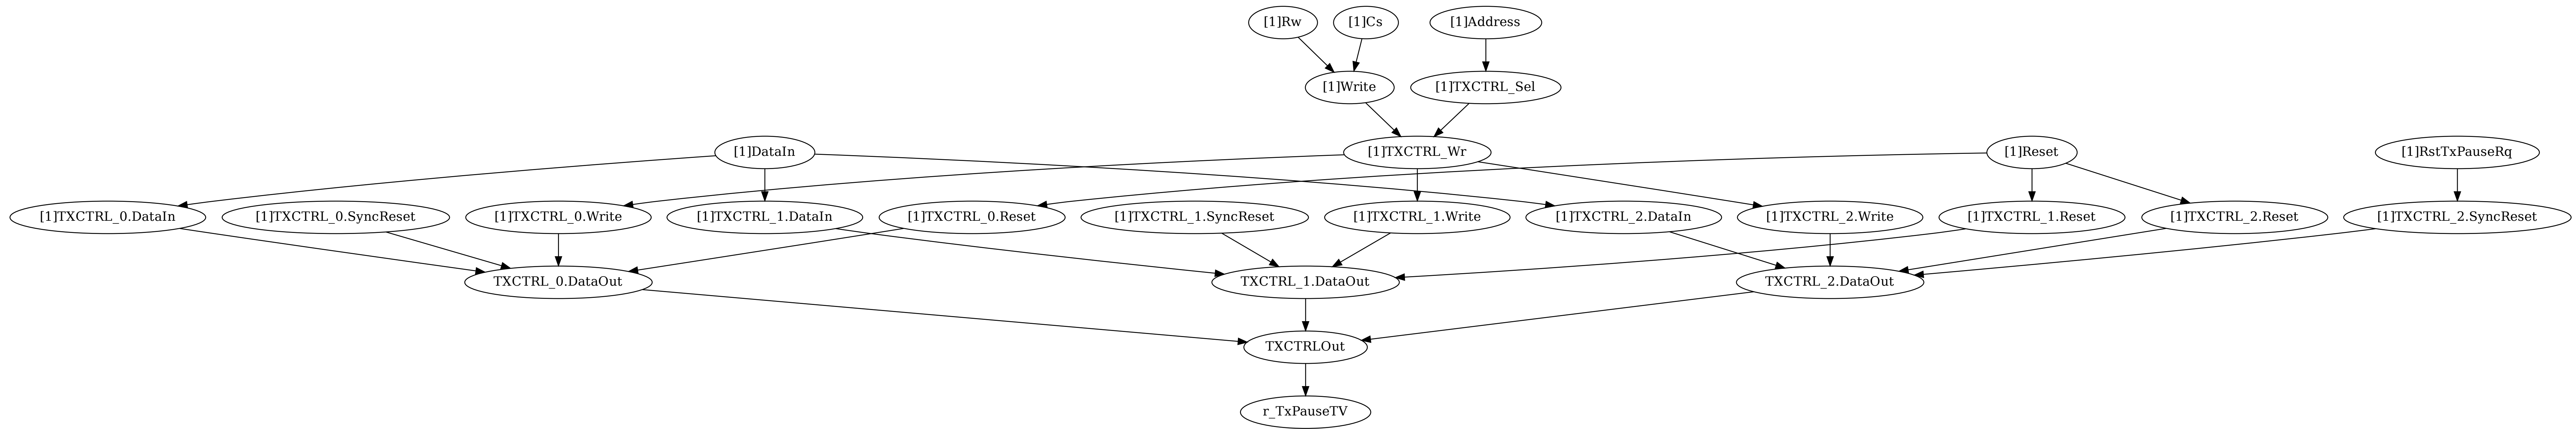 [1]Rw
[1]Cs
[1]Address
[1]Write
[1]TXCTRL_Sel
[1]DataIn
[1]TXCTRL_Wr
[1]Reset
[1]RstTxPauseRq
[1]TXCTRL_0.DataIn
[1]TXCTRL_0.SyncReset
[1]TXCTRL_0.Write
[1]TXCTRL_1.DataIn
[1]TXCTRL_0.Reset
[1]TXCTRL_1.SyncReset
[1]TXCTRL_1.Write
[1]TXCTRL_2.DataIn
[1]TXCTRL_2.Write
[1]TXCTRL_1.Reset
[1]TXCTRL_2.Reset
[1]TXCTRL_2.SyncReset
TXCTRL_0.DataOut
TXCTRL_1.DataOut
TXCTRL_2.DataOut
TXCTRLOut
r_TxPauseTV